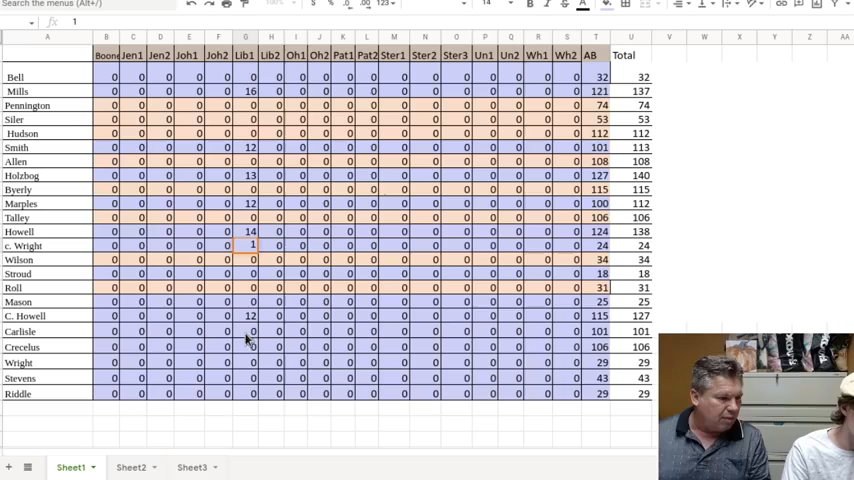 Search the menus (Alt+/)
100% $ % .0 .00 123 14
fx 1
A B C D E F G H I J K L M N O P Q R S T U V W X Y Z AA
Boone Jen1 Jen2 Joh1 Joh2 Lib1 Lib2 Oh1 Oh2 Pat1 Pat2 Ster1 Ster2 Ster3 Un1 Un2 Wh1 Wh2 AB Total
Bell 0 0 0 0 0 0 0 0 0 0 0 0 0 0 0 0 0 0 32 32
Mills 0 0 0 0 0 16 0 0 0 0 0 0 0 0 0 0 0 0 121 137
Pennington 0 0 0 0 0 0 0 0 0 0 0 0 0 0 0 0 0 0 74 74
Siler 0 0 0 0 0 0 0 0 0 0 0 0 0 0 0 0 0 0 53 53
Hudson 0 0 0 0 0 0 0 0 0 0 0 0 0 0 0 0 0 0 112 112
Smith 0 0 0 0 0 12 0 0 0 0 0 0 0 0 0 0 0 0 101 113
Allen 0 0 0 0 0 0 0 0 0 0 0 0 0 0 0 0 0 0 108 108
Holzbog 0 0 0 0 0 13 0 0 0 0 0 0 0 0 0 0 0 0 127 140
Byerly 0 0 0 0 0 0 0 0 0 0 0 0 0 0 0 0 0 0 115 115
Marples 0 0 0 0 0 12 0 0 0 0 0 0 0 0 0 0 0 0 100 112
Talley 0 0 0 0 0 0 0 0 0 0 0 0 0 0 0 0 0 0 106 106
Howell 0 0 0 0 0 14 0 0 0 0 0 0 0 0 0 0 0 0 124 138
c. Wright 0 0 0 0 0 1 0 0 0 0 0 0 0 0 0 0 0 0 24 24
Wilson 0 0 0 0 0 0 0 0 0 0 0 0 0 0 0 0 0 0 34 34
Stroud 0 0 0 0 0 0 0 0 0 0 0 0 0 0 0 0 0 0 18 18
Roll 0 0 0 0 0 0 0 0 0 0 0 0 0 0 0 0 0 0 31 31
Mason 0 0 0 0 0 0 0 0 0 0 0 0 0 0 0 0 0 0 25 25
C. Howell 0 0 0 0 0 12 0 0 0 0 0 0 0 0 0 0 0 0 115 127
Carlisle 0 0 0 0 0 0 0 0 0 0 0 0 0 0 0 0 0 0 101 101
Crecelus 0 0 0 0 0 0 0 0 0 0 0 0 0 0 0 0 0 0 106 106
Wright 0 0 0 0 0 0 0 0 0 0 0 0 0 0 0 0 0 0 29 29
Stevens 0 0 0 0 0 0 0 0 0 0 0 0 0 0 0 0 0 0 43 43
Riddle 0 0 0 0 0 0 0 0 0 0 0 0 0 0 0 0 0 0 29 29
Sheet1 Sheet2 Sheet3